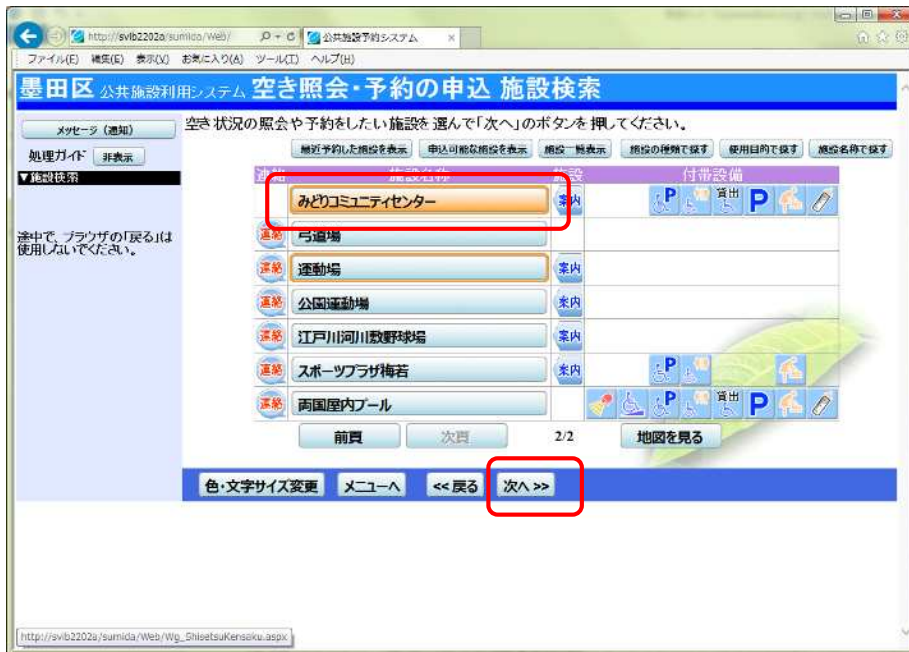 http://svib2202a/sumida/Web/
公共施設予約システム
ファイル(F) 編集(E) 表示(V) お気に入り(A) ツール(T) ヘルプ(H)
墨田区 公共施設利用システム 空き照会・予約の申込 施設検索
メッセージ (通知)
空き状況の照会や予約をしたい施設を選んで「次へ」のボタンを押してください。
処理ガイド 非表示
最近予約した施設を表示 申込可能な施設を表示 施設一覧表示 施設の種類で探す 使用目的で探す 施設名称で探す
▼施設検索
連絡 施設名称 施設 付帯設備
みどりコミュニティセンター 案内 P 貸出 P
途中で、ブラウザの「戻る」は
使用しないでください。
連絡 弓道場
連絡 運動場 案内
連絡 公園運動場 案内
連絡 江戸川河川敷野球場 案内
連絡 スポーツプラザ梅若 案内 P
連絡 両国屋内プール P 貸出 P
前頁 次頁 2/2 地図を見る
色・文字サイズ変更 メニューへ <<戻る 次へ >>
http://svib2202a/sumida/Web/Wg_ShisetsuKensaku.aspx